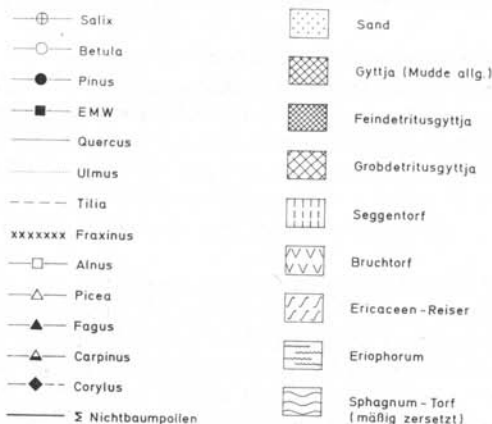 Salix
Betula
Pinus
EMW
Quercus
Ulmus
Tilia
Fraxinus
Alnus
Picea
Fagus
Carpinus
Corylus
Σ Nichtbaumpollen
Sand
Gyttja (Mudde allg.)
Feindetritusgyttja
Grobdetritusgyttja
Seggentorf
Bruchtorf
Ericaceen-Reiser
Eriophorum
Sphagnum-Torf
(mäßig zersetzt)